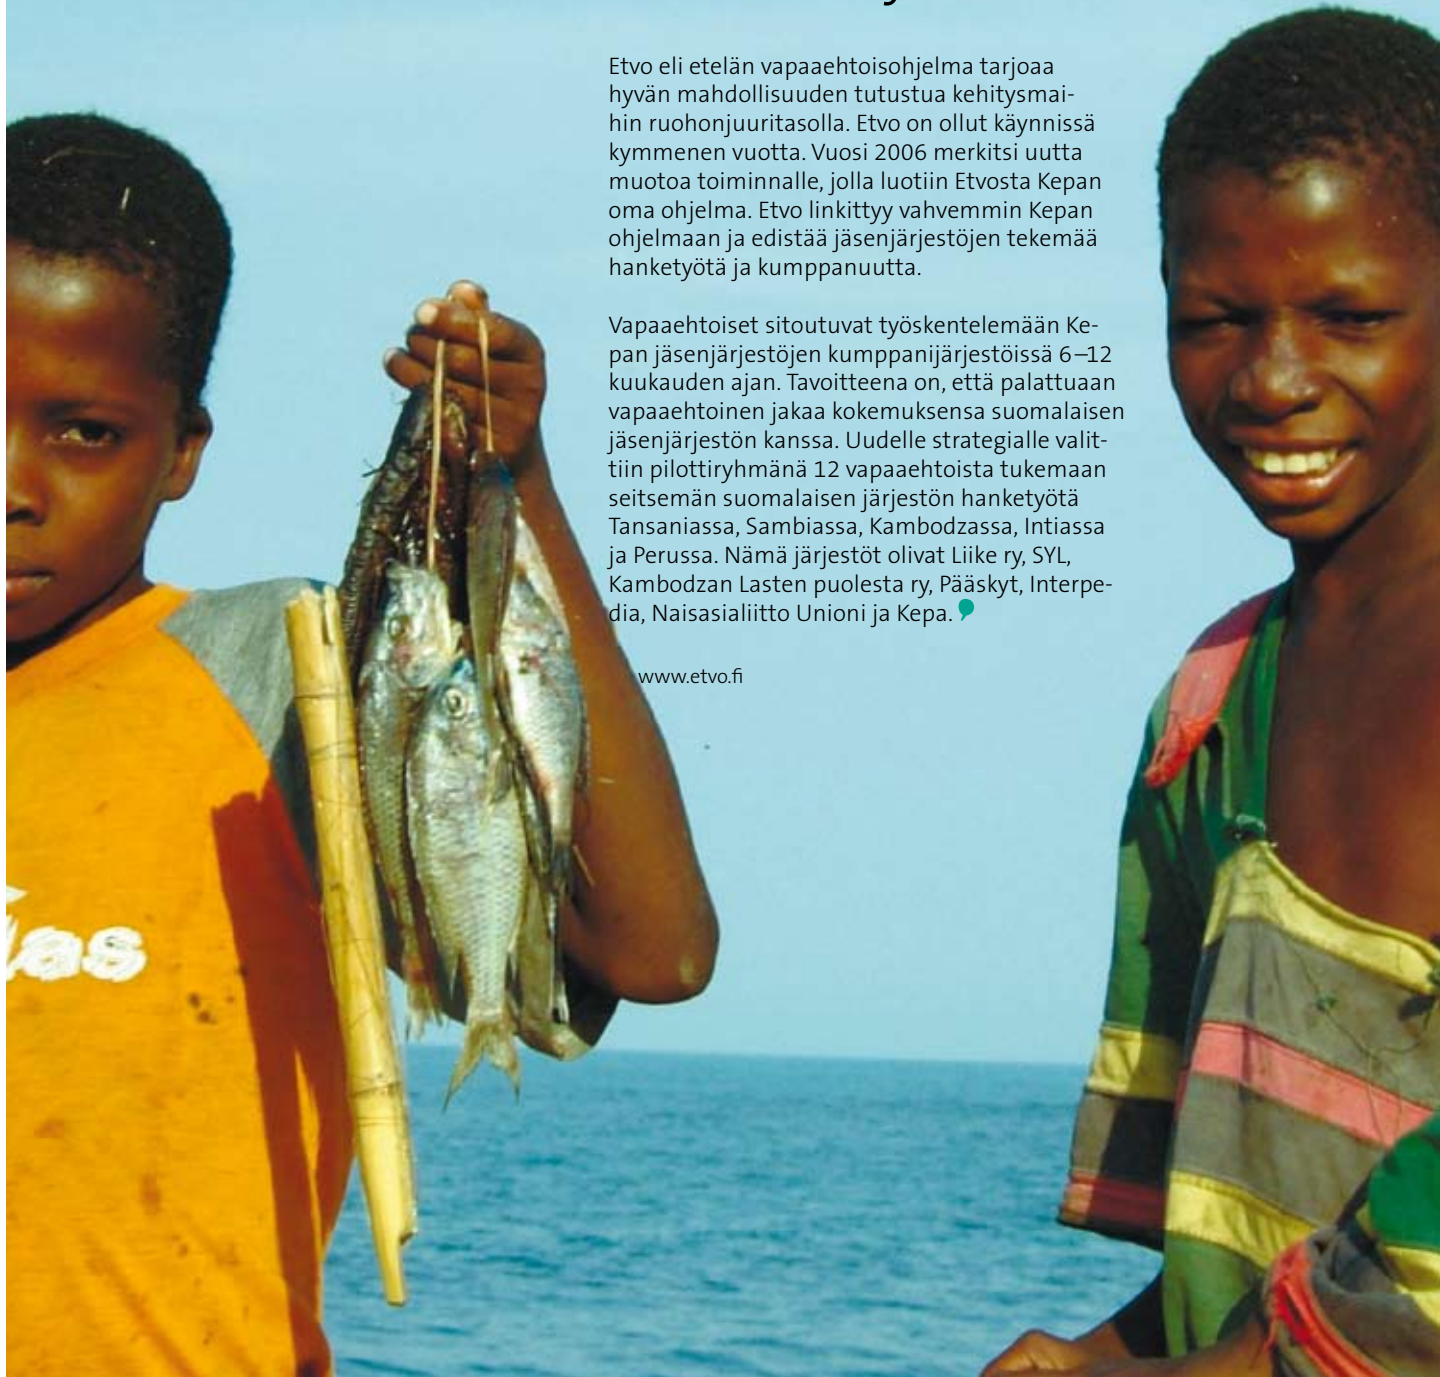 Etvo eli etelän vapaaehtoisohjelma tarjoaa
hyvän mahdollisuuden tutustua kehitysmai-
hin ruohonjuuritasolla. Etvo on ollut käynnissä
kymmenen vuotta. Vuosi 2006 merkitsi uutta
muotoa toiminnalle, jolla luotiin Etvosta Kepan
oma ohjelma. Etvo linkittyy vahvemmin Kepan
ohjelmaan ja edistää jäsenjärjestöjen tekemää
hanketyötä ja kumppanuutta.
Vapaaehtoiset sitoutuvat työskentelemään Ke-
pan jäsenjärjestöjen kumppanijärjestöissä 6–12
kuukauden ajan. Tavoitteena on, että palattuaan
vapaaehtoinen jakaa kokemuksensa suomalaisen
jäsenjärjestön kanssa. Uudelle strategialle valit-
tiin pilottiryhmänä 12 vapaaehtoista tukemaan
seitsemän suomalaisen järjestön hanketyötä
Tansaniassa, Sambiassa, Kambodzassa, Intiassa
ja Perussa. Nämä järjestöt olivat Liike ry, SYL,
Kambodzan Lasten puolesta ry, Pääskyt, Interpe-
dia, Naisasialiitto Unioni ja Kepa.
www.etvo.fi